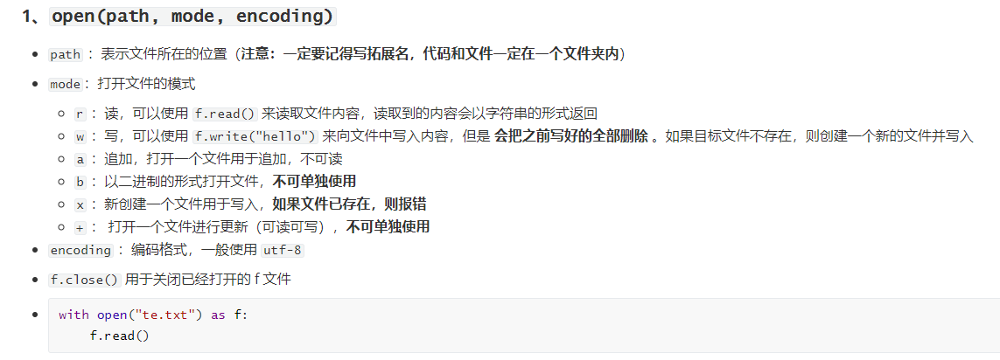 1、open(path, mode, encoding)
path ：表示文件所在的位置（注意：一定要记得写拓展名，代码和文件一定在一个文件夹内）
mode：打开文件的模式
r ：读，可以使用 f.read() 来读取文件内容，读取到的内容会以字符串的形式返回
w ：写，可以使用 f.write("hello") 来向文件中写入内容，但是 会把之前写好的全部删除 。如果目标文件不存在，则创建一个新的文件并写入
a ：追加，打开一个文件用于追加，不可读
b ：以二进制的形式打开文件，不可单独使用
x ：新创建一个文件用于写入，如果文件已存在，则报错
+ ： 打开一个文件进行更新（可读可写），不可单独使用
encoding ：编码格式，一般使用 utf-8
f.close() 用于关闭已经打开的 f 文件
with open("te.txt") as f:
    f.read()